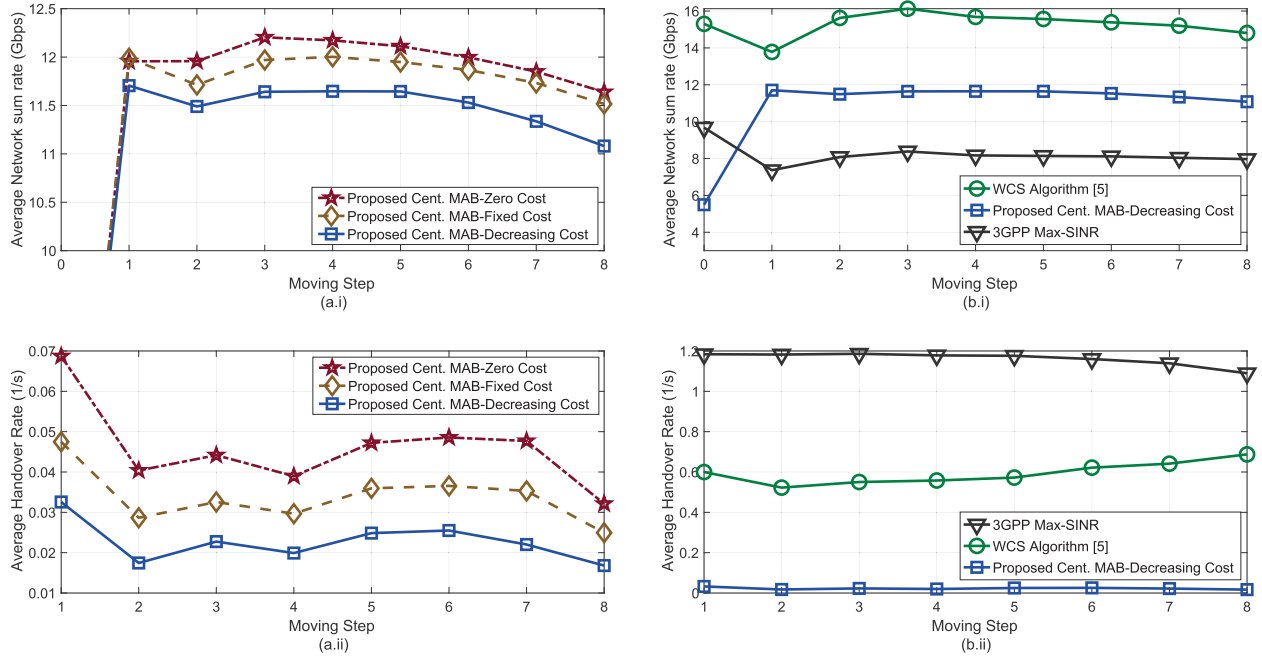 12.5
12
11.5
11
10.5
10
Average Network sum rate (Gbps)
Proposed Cent. MAB-Zero Cost
Proposed Cent. MAB-Fixed Cost
Proposed Cent. MAB-Decreasing Cost
0 1 2 3 4 5 6 7 8
Moving Step
(a.i)
16
14
12
10
8
6
4
Average Network sum rate (Gbps)
WCS Algorithm [5]
Proposed Cent. MAB-Decreasing Cost
3GPP Max-SINR
0 1 2 3 4 5 6 7 8
Moving Step
(b.i)
0.07
0.06
0.05
0.04
0.03
0.02
0.01
Average Handover Rate (1/s)
Proposed Cent. MAB-Zero Cost
Proposed Cent. MAB-Fixed Cost
Proposed Cent. MAB-Decreasing Cost
1 2 3 4 5 6 7 8
Moving Step
(a.ii)
1.2
1
0.8
0.6
0.4
0.2
0
Average Handover Rate (1/s)
3GPP Max-SINR
WCS Algorithm [5]
Proposed Cent. MAB-Decreasing Cost
1 2 3 4 5 6 7 8
Moving Step
(b.ii)